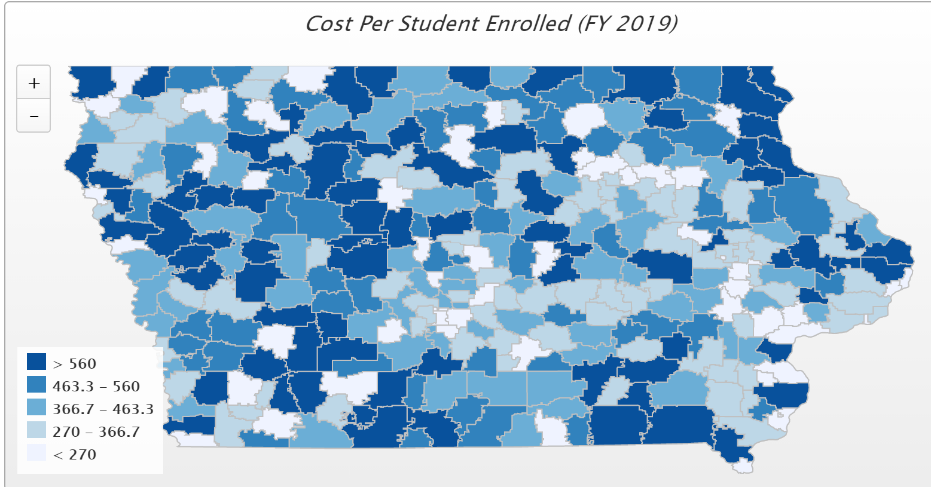 Cost Per Student Enrolled (FY 2019)
+
−
> 560
463.3 – 560
366.7 – 463.3
270 – 366.7
< 270